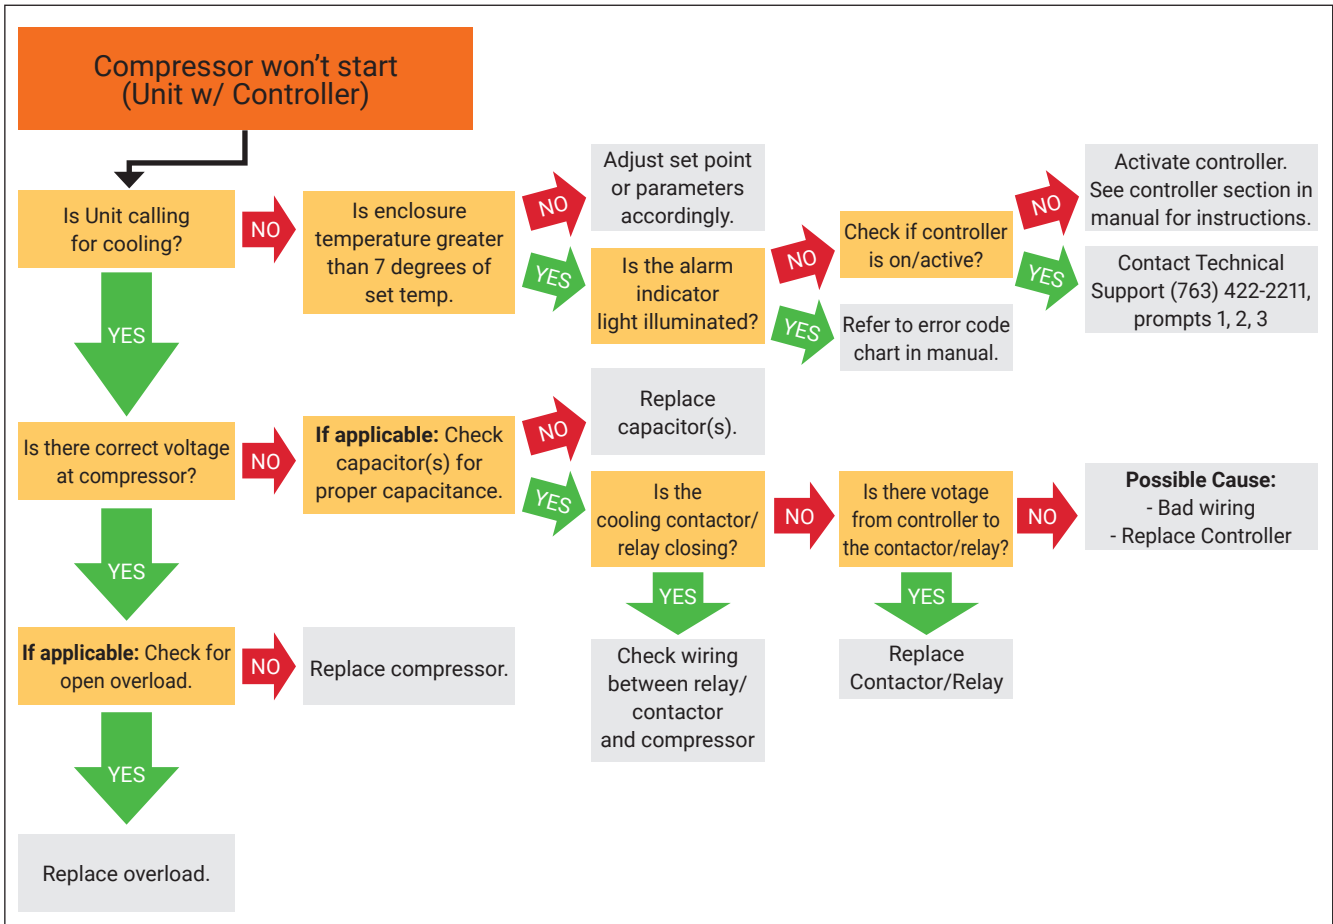 Compressor won't start
(Unit w/ Controller)
Is Unit calling
for cooling?
NO
Is enclosure
temperature greater
than 7 degrees of
set temp.
NO
Adjust set point
or parameters
accordingly.
YES
Is the alarm
indicator
light illuminated?
NO
Check if controller
is on/active?
NO
Activate controller.
See controller section in
manual for instructions.
YES
Contact Technical
Support (763) 422-2211,
prompts 1, 2, 3
YES
Refer to error code
chart in manual.
YES
Is there correct voltage
at compressor?
NO
If applicable: Check
capacitor(s) for
proper capacitance.
NO
Replace
capacitor(s).
YES
Is the
cooling contactor/
relay closing?
NO
Is there votage
from controller to
the contactor/relay?
NO
Possible Cause:
- Bad wiring
- Replace Controller
YES
Check wiring
between relay/
contactor
and compressor
YES
Replace
Contactor/Relay
YES
If applicable: Check for
open overload.
NO
Replace compressor.
YES
Replace overload.